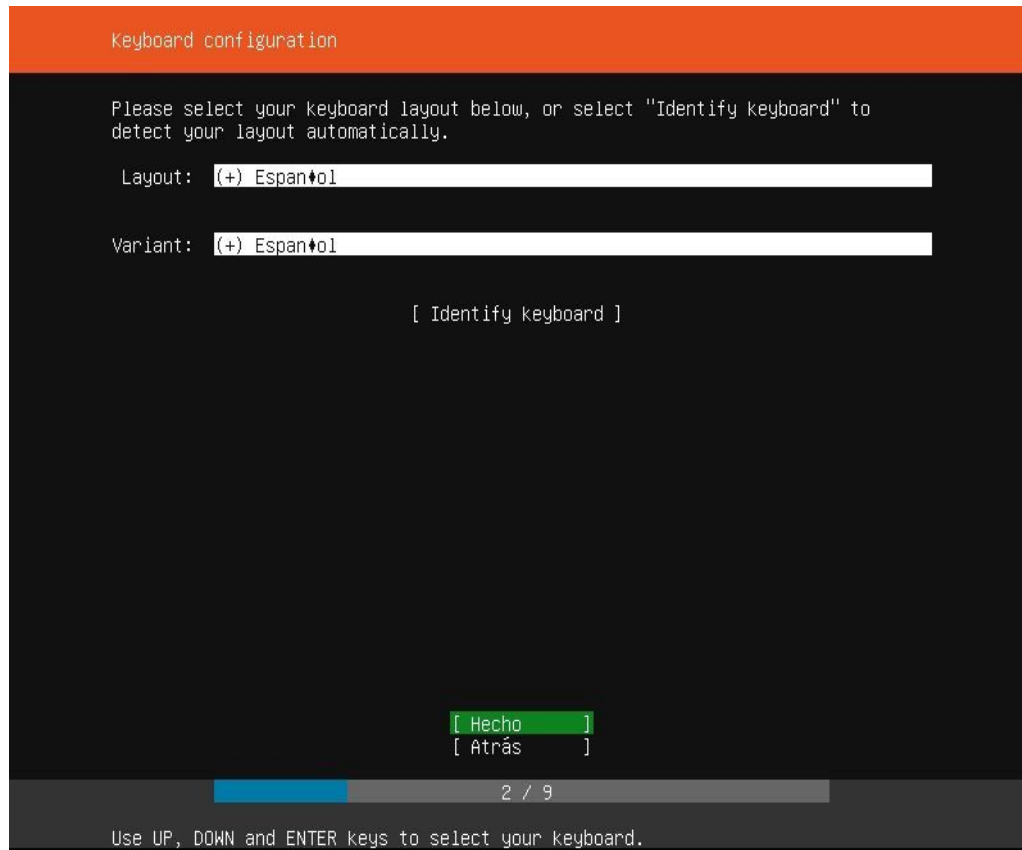 Keyboard configuration
Please select your keyboard layout below, or select "Identify keyboard" to
detect your layout automatically.
Layout: (+) Espan♦ol
Variant: (+) Espan♦ol
[ Identify keyboard ]
[ Hecho ]
[ Atrás ]
2 / 9
Use UP, DOWN and ENTER keys to select your keyboard.